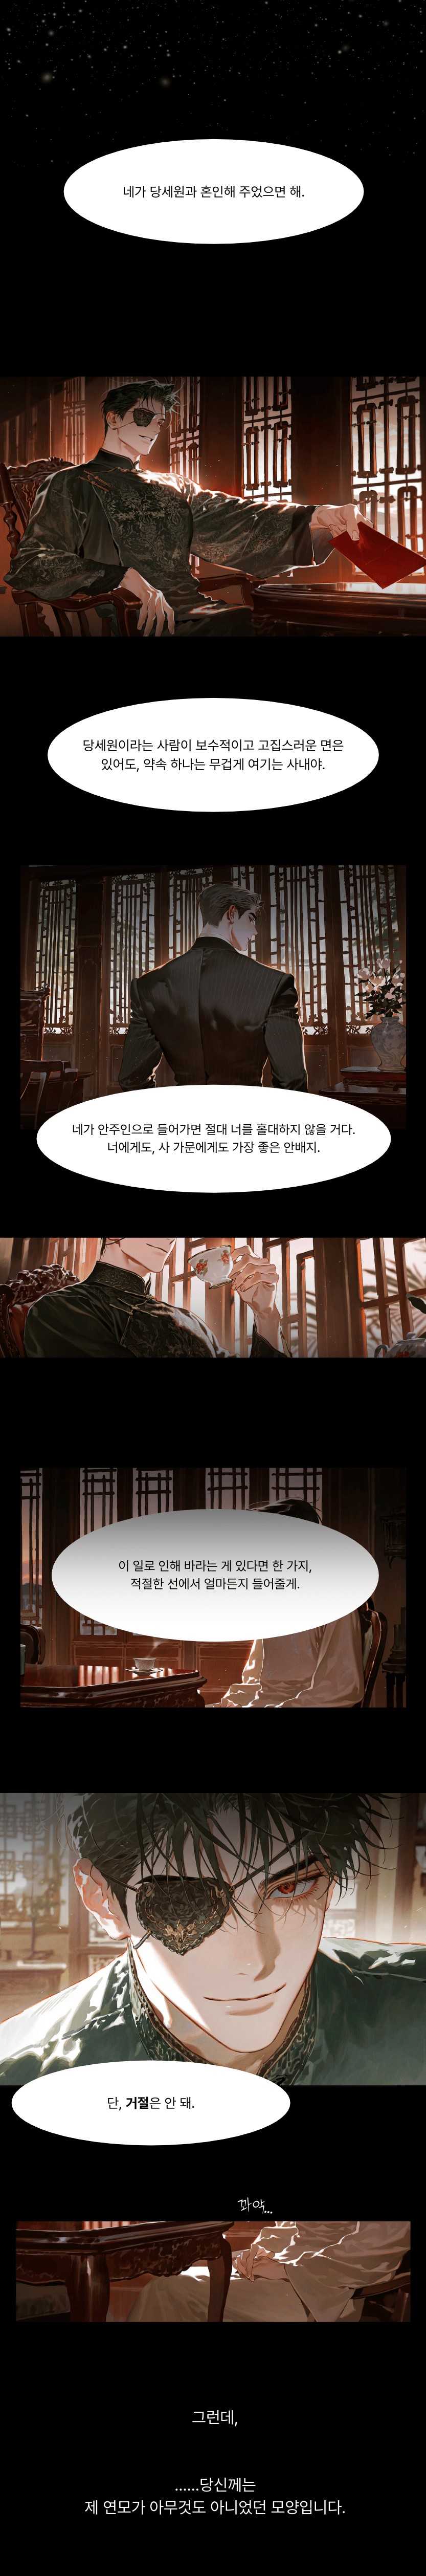 네가 당세원과 혼인해 주었으면 해.
당세원이라는 사람이 보수적이고 고집스러운 면은
있어도, 약속 하나는 무겁게 여기는 사내야.
네가 안주인으로 들어가면 절대 너를 홀대하지 않을 거다.
너에게도, 사 가문에게도 가장 좋은 안배지.
이 일로 인해 바라는 게 있다면 한 가지,
적절한 선에서 얼마든지 들어줄게.
단, 거절은 안 돼.
꽈악...
그런데,
......당신께는
제 연모가 아무것도 아니었던 모양입니다.